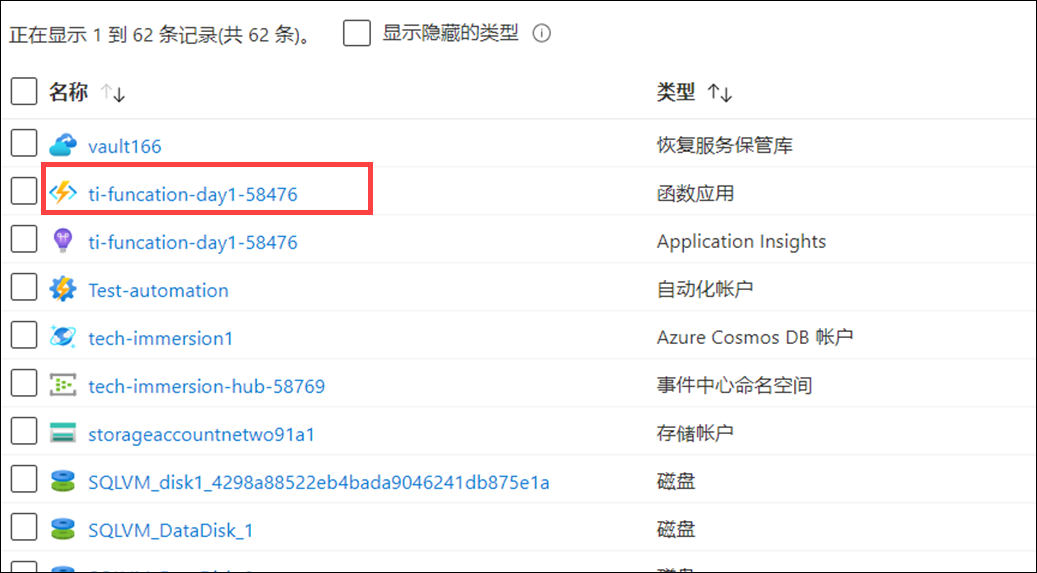 正在显示 1 到 62 条记录(共 62 条)。 显示隐藏的类型
名称 类型
vault166 恢复服务保管库
ti-funcation-day1-58476 函数应用
ti-funcation-day1-58476 Application Insights
Test-automation 自动化帐户
tech-immersion1 Azure Cosmos DB 帐户
tech-immersion-hub-58769 事件中心命名空间
storageaccountnetwo91a1 存储帐户
SQLVM_disk1_4298a88522eb4bada9046241db875e1a 磁盘
SQLVM_DataDisk_1 磁盘